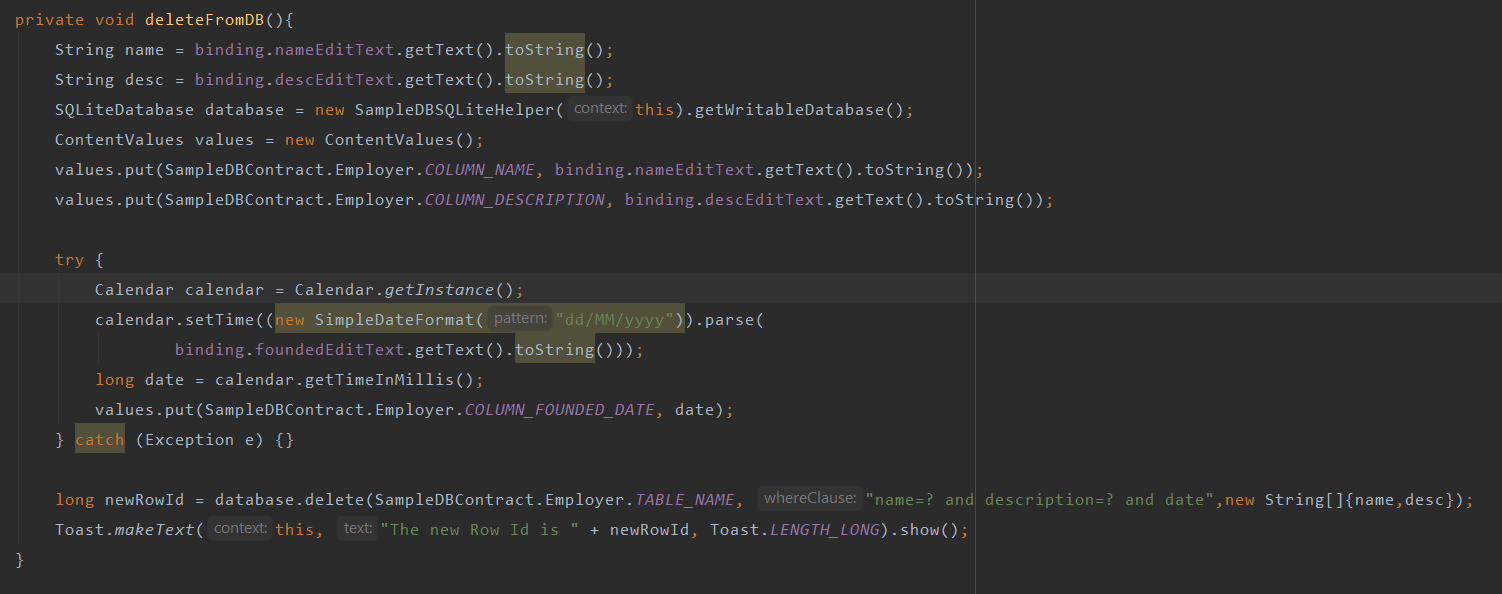 private void deleteFromDB(){
String name = binding.nameEditText.getText().toString();
String desc = binding.descEditText.getText().toString();
SQLiteDatabase database = new SampleDBSQLiteHelper( context: this).getWritableDatabase();
ContentValues values = new ContentValues();
values.put(SampleDBContract.Employer.COLUMN_NAME, binding.nameEditText.getText().toString());
values.put(SampleDBContract.Employer.COLUMN_DESCRIPTION, binding.descEditText.getText().toString());
try {
Calendar calendar = Calendar.getInstance();
calendar.setTime((new SimpleDateFormat( pattern: "dd/MM/yyyy")).parse(
binding.foundedEditText.getText().toString()));
long date = calendar.getTimeInMillis();
values.put(SampleDBContract.Employer.COLUMN_FOUNDED_DATE, date);
} catch (Exception e) {}
long newRowId = database.delete(SampleDBContract.Employer.TABLE_NAME, whereClause: "name=? and description=? and date",new String[]{name,desc});
Toast.makeText( context: this, text: "The new Row Id is " + newRowId, Toast.LENGTH_LONG).show();
}